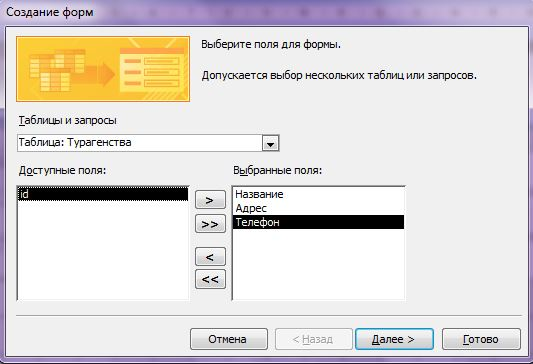 Создание форм
Выберите поля для формы.
Допускается выбор нескольких таблиц или запросов.
Таблицы и запросы
Таблица: Турагенства
Доступные поля:
Выбранные поля:
id
>
>>
<
<<
Название
Адрес
Телефон
Отмена
< Назад
Далее >
Готово